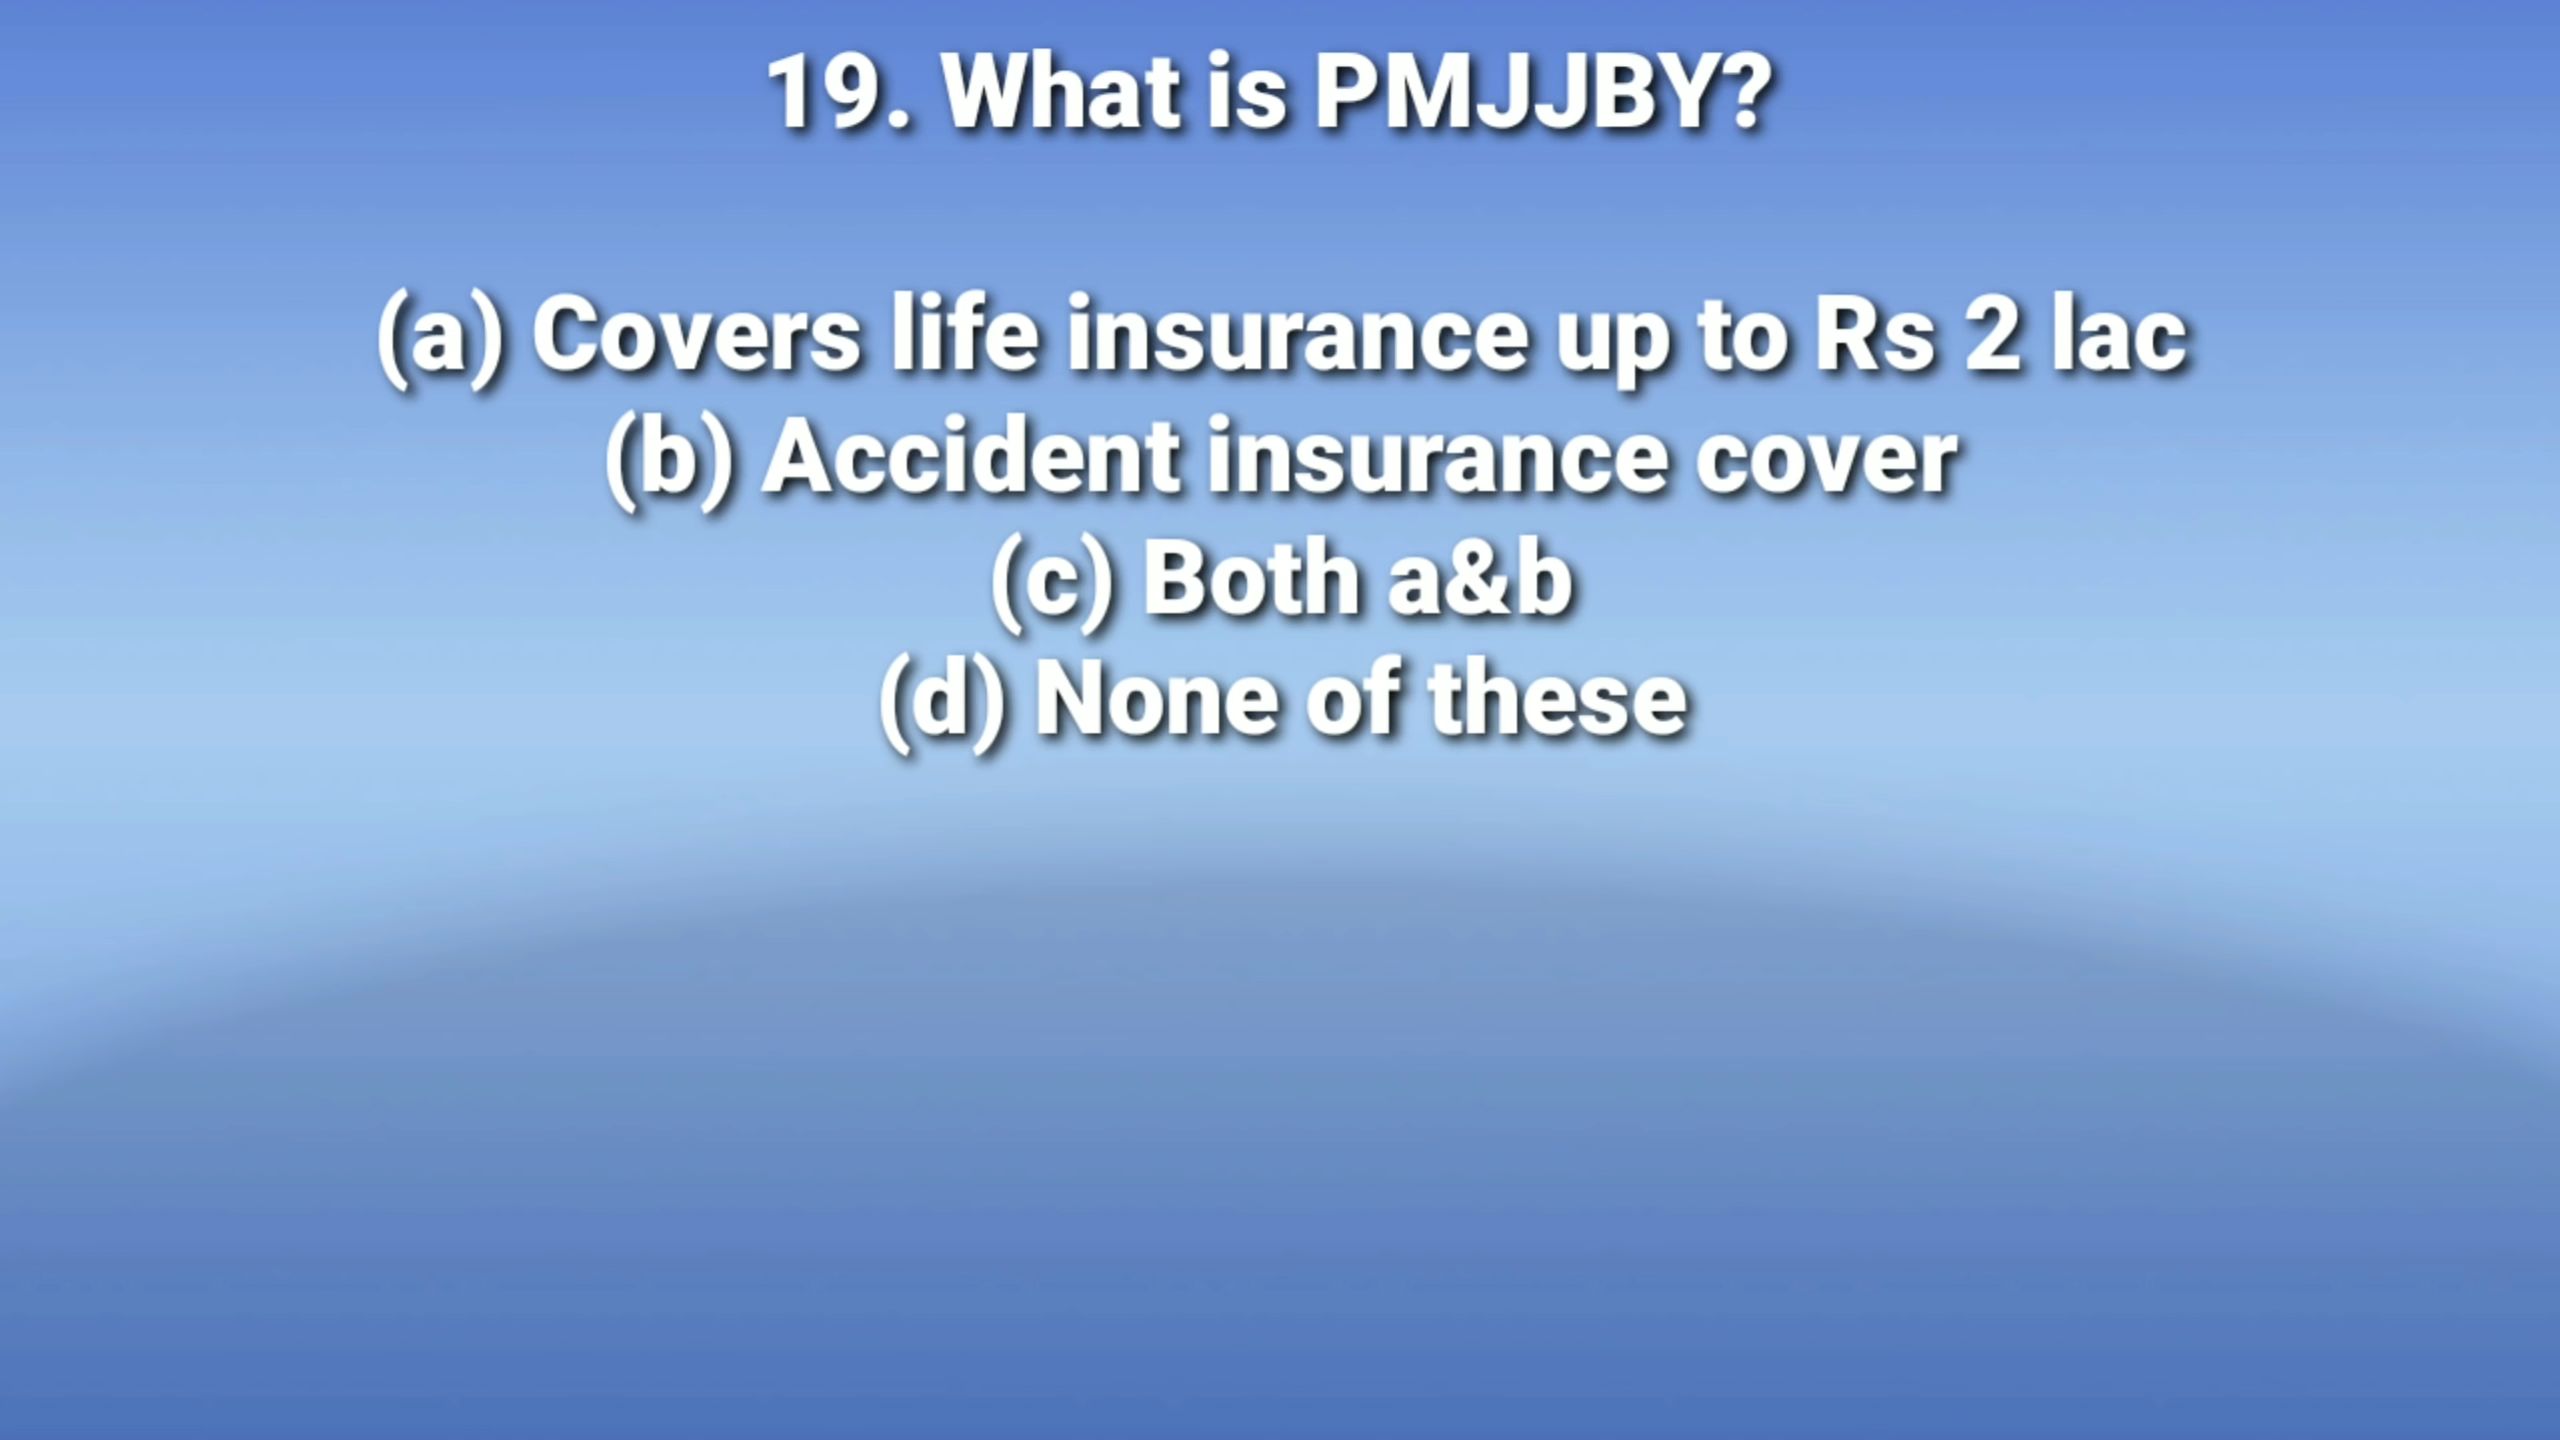 19. What is PMJJBY?
(a) Covers life insurance up to Rs 2 lac
(b) Accident insurance cover
(c) Both a&b
(d) None of these